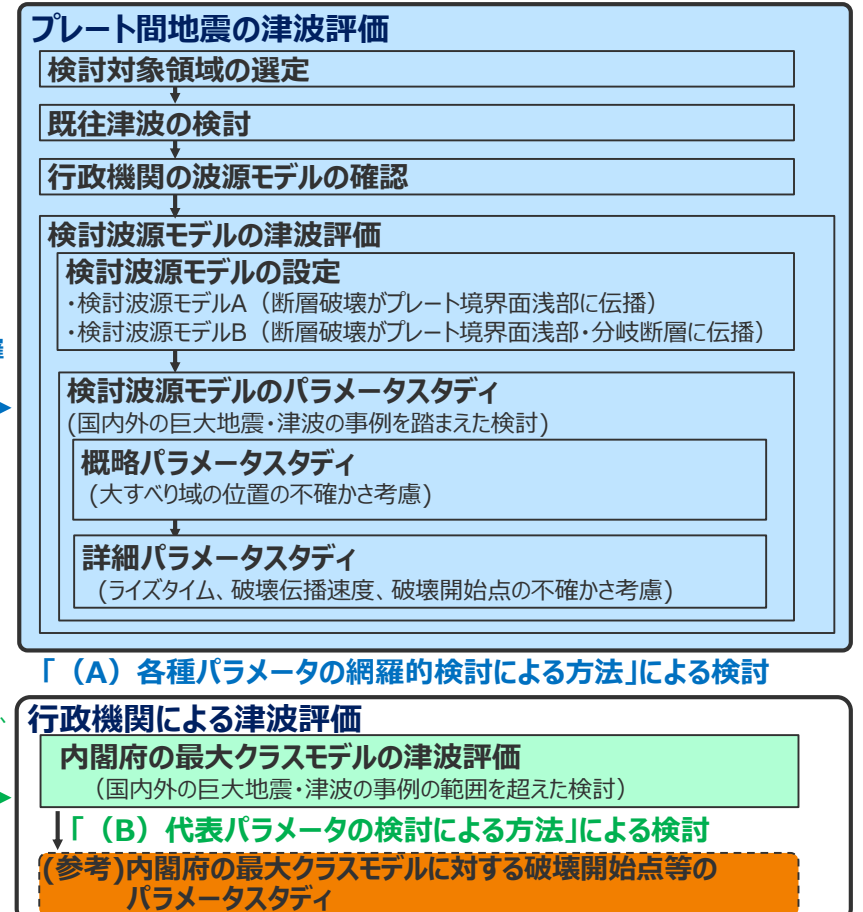 プレート間地震の津波評価
検討対象領域の選定
既往津波の検討
行政機関の波源モデルの確認
検討波源モデルの津波評価
検討波源モデルの設定
・検討波源モデルA（断層破壊がプレート境界面浅部に伝播）
・検討波源モデルB（断層破壊がプレート境界面浅部・分岐断層に伝播）
検討波源モデルのパラメータスタディ
(国内外の巨大地震・津波の事例を踏まえた検討)
概略パラメータスタディ
(大すべり域の位置の不確かさ考慮)
詳細パラメータスタディ
(ライズタイム、破壊伝播速度、破壊開始点の不確かさ考慮)
「（A）各種パラメータの網羅的検討による方法」による検討
行政機関による津波評価
内閣府の最大クラスモデルの津波評価
（国内外の巨大地震・津波の事例の範囲を超えた検討）
「（B）代表パラメータの検討による方法」による検討
(参考)内閣府の最大クラスモデルに対する破壊開始点等の
パラメータスタディ